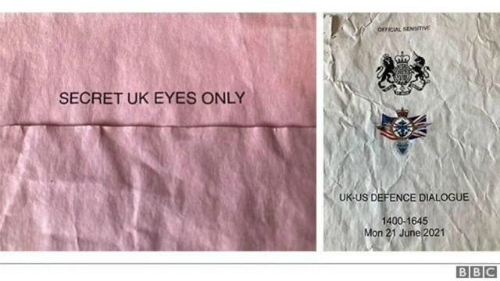 SECRET UK EYES ONLY
OFFICIAL SENSITIVE
UK-US DEFENCE DIALOGUE
1400-1645
Mon 21 June 2021
BBC